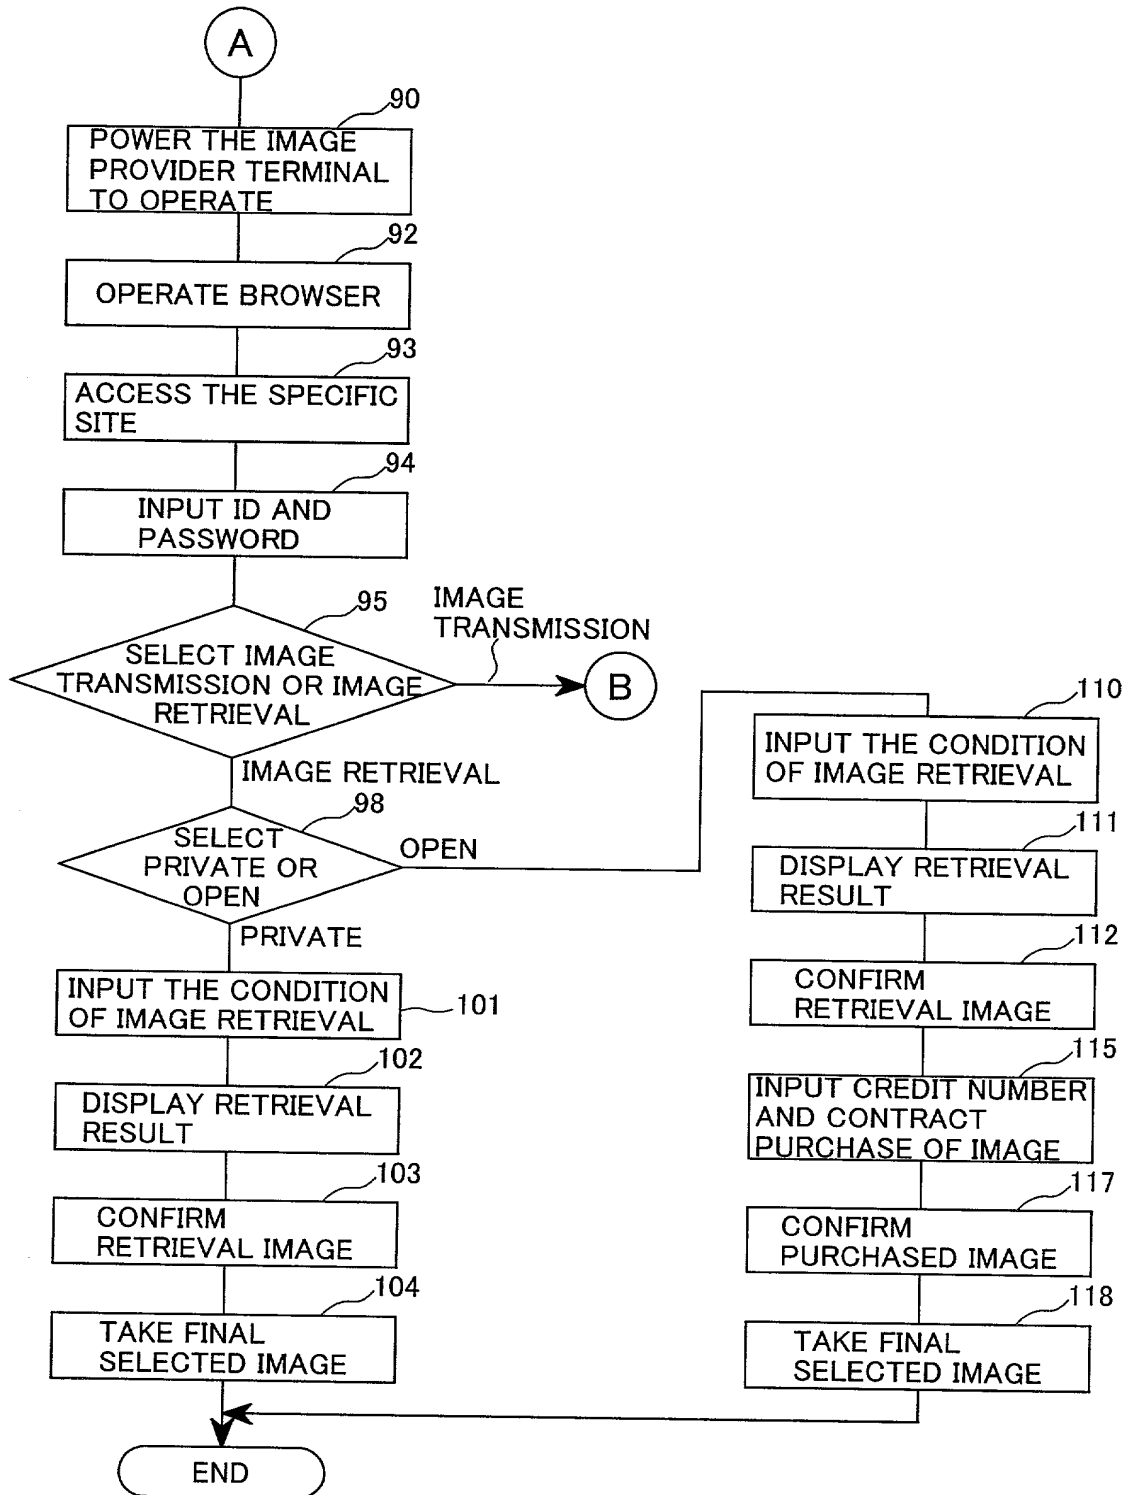 A
90
POWER THE IMAGE
PROVIDER TERMINAL
TO OPERATE
92
OPERATE BROWSER
93
ACCESS THE SPECIFIC
SITE
94
INPUT ID AND
PASSWORD
95
SELECT IMAGE
TRANSMISSION OR IMAGE
RETRIEVAL
IMAGE
TRANSMISSION
B
IMAGE RETRIEVAL
98
SELECT
PRIVATE OR
OPEN
OPEN
PRIVATE
INPUT THE CONDITION
OF IMAGE RETRIEVAL
101
102
DISPLAY RETRIEVAL
RESULT
103
CONFIRM
RETRIEVAL IMAGE
104
TAKE FINAL
SELECTED IMAGE
110
INPUT THE CONDITION
OF IMAGE RETRIEVAL
111
DISPLAY RETRIEVAL
RESULT
112
CONFIRM
RETRIEVAL IMAGE
115
INPUT CREDIT NUMBER
AND CONTRACT
PURCHASE OF IMAGE
117
CONFIRM
PURCHASED IMAGE
118
TAKE FINAL
SELECTED IMAGE
END